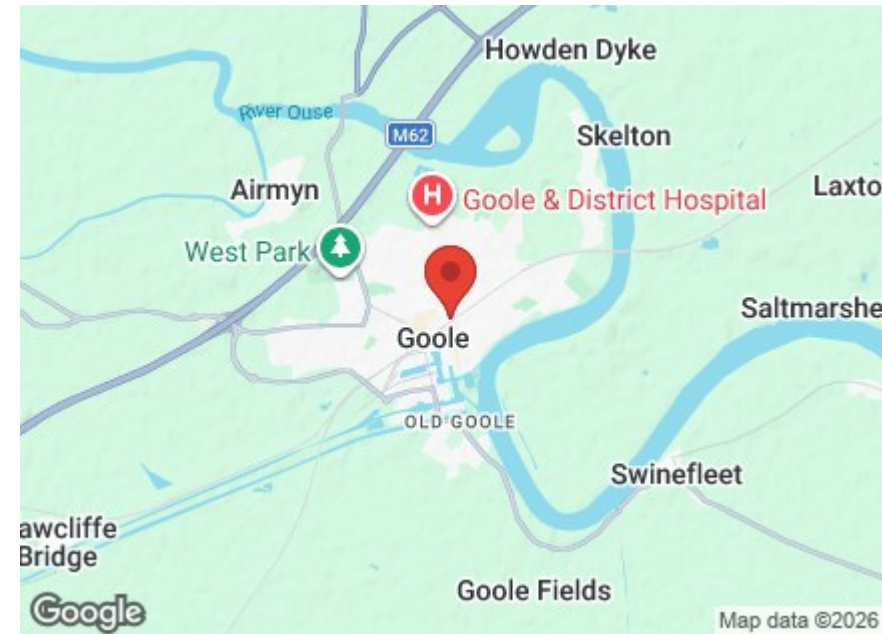 Howden Dyke
River Ouse
M62
Skelton
Airmyn
H
Goole & District Hospital
Laxto
West Park
Saltmarshe
Goole
OLD GOOLE
Swinefleet
awcliffe
Bridge
Goole Fields
Google
Map data ©2026